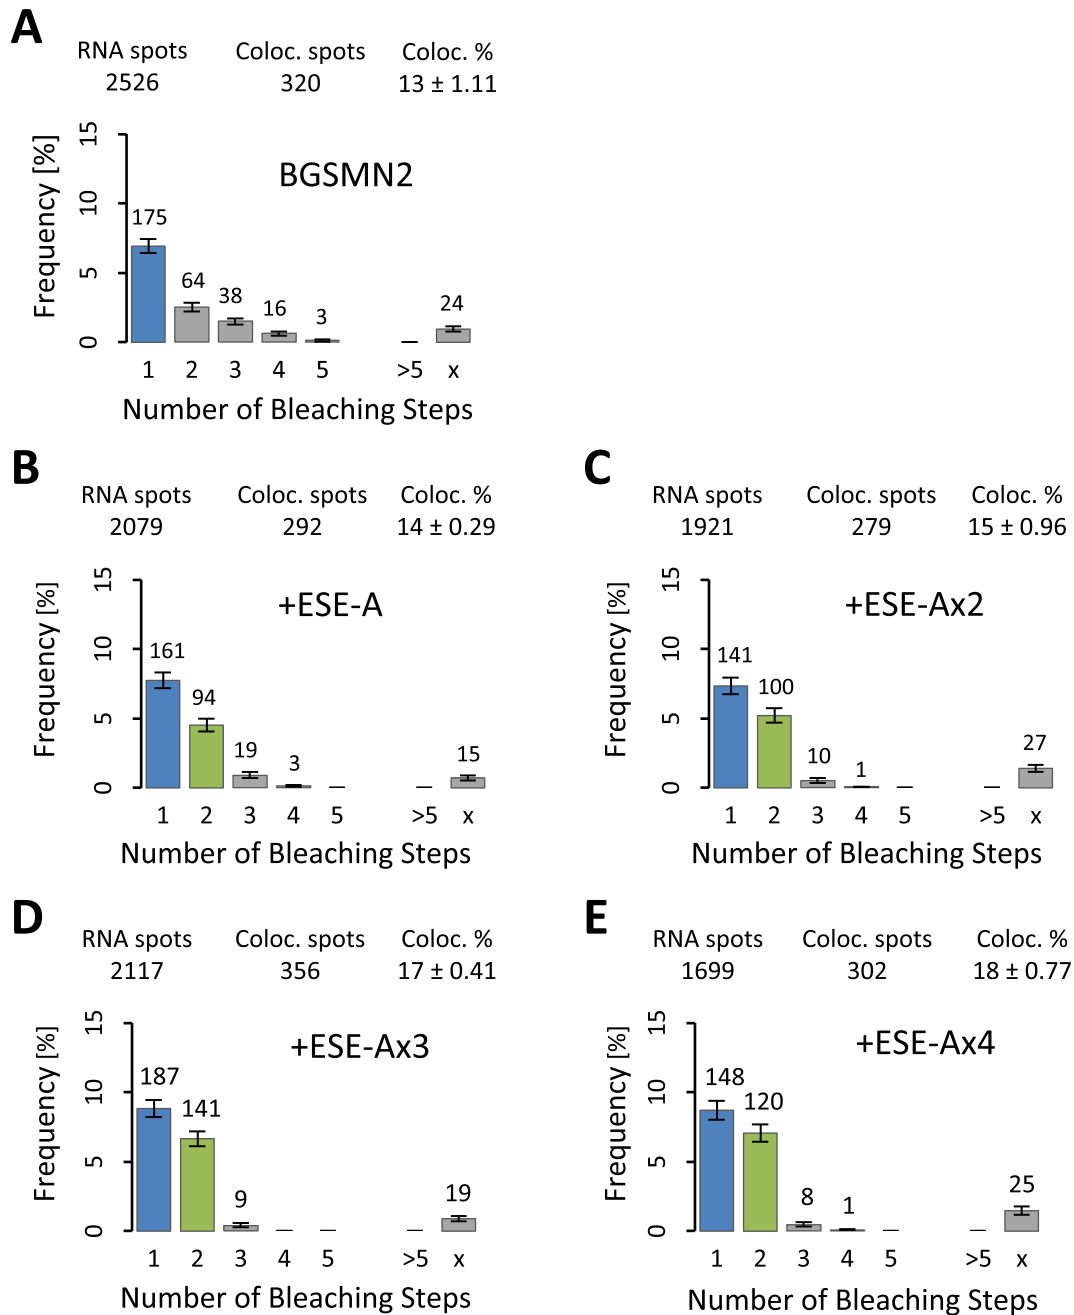 A
RNA spots Coloc. spots Coloc. %
2526 320 13 ± 1.11
Frequency [%]
15
10
5
0
BGSMN2
175
64
38
16
3
24
1 2 3 4 5 >5 x
Number of Bleaching Steps
B
RNA spots Coloc. spots Coloc. %
2079 292 14 ± 0.29
Frequency [%]
15
10
5
0
+ESE-A
161
94
19
3
15
1 2 3 4 5 >5 x
Number of Bleaching Steps
C
RNA spots Coloc. spots Coloc. %
1921 279 15 ± 0.96
Frequency [%]
15
10
5
0
+ESE-Ax2
141
100
10
1
27
1 2 3 4 5 >5 x
Number of Bleaching Steps
D
RNA spots Coloc. spots Coloc. %
2117 356 17 ± 0.41
Frequency [%]
15
10
5
0
+ESE-Ax3
187
141
9
19
1 2 3 4 5 >5 x
Number of Bleaching Steps
E
RNA spots Coloc. spots Coloc. %
1699 302 18 ± 0.77
Frequency [%]
15
10
5
0
+ESE-Ax4
148
120
8
1
25
1 2 3 4 5 >5 x
Number of Bleaching Steps